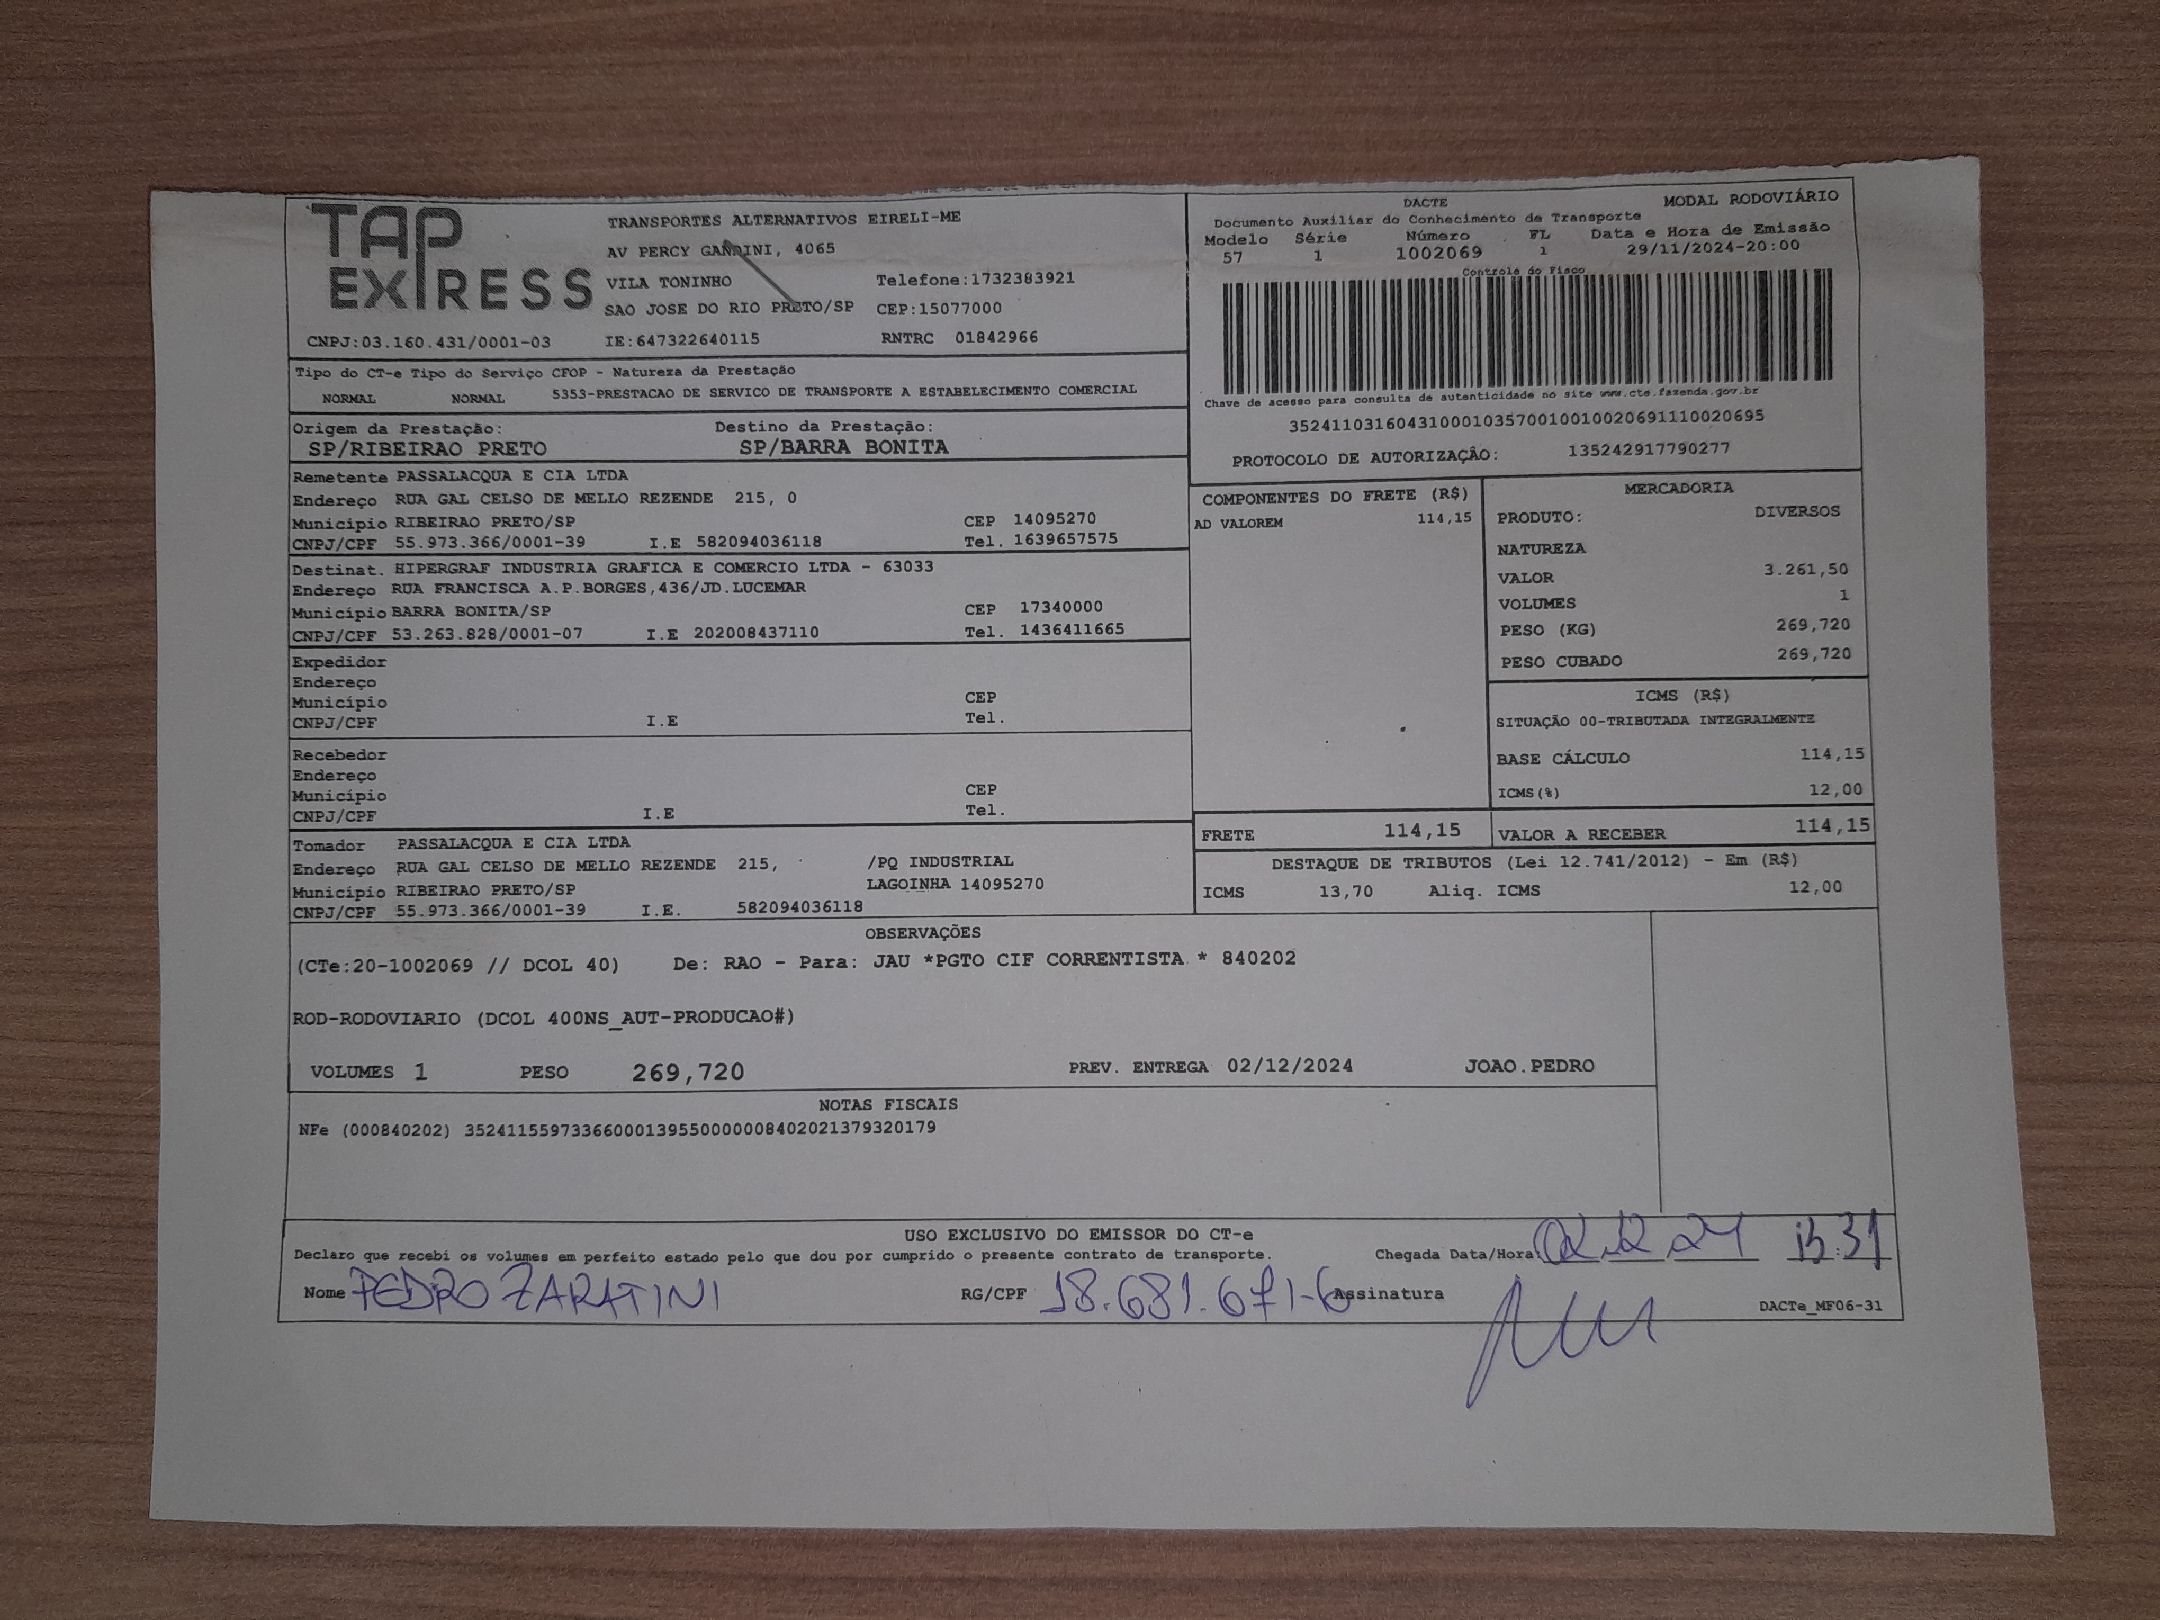 TAP EXPRESS
TRANSPORTES ALTERNATIVOS EIRELI-ME
AV PERCY GANDINI, 4065
VILA TONINHO Telefone:1732383921
SAO JOSE DO RIO PRETO/SP CEP:15077000
CNPJ:03.160.431/0001-03 IE:647322640115 RNTRC 01842966
DACTE MODAL RODOVIÁRIO
Documento Auxiliar do Conhecimento de Transporte
Modelo Série Número FL Data e Hora de Emissão
57 1 1002069 1 29/11/2024-20:00
Controle do Fisco
Chave de acesso para consulta de autenticidade no site www.cte.fazenda.gov.br
35241103160431000103570010010020691110020695
PROTOCOLO DE AUTORIZAÇÂO: 135242917790277
Tipo do CT-e Tipo do Serviço CFOP - Natureza da Prestação
NORMAL NORMAL 5353-PRESTACAO DE SERVICO DE TRANSPORTE A ESTABELECIMENTO COMERCIAL
Origem da Prestação: Destino da Prestação:
SP/RIBEIRAO PRETO SP/BARRA BONITA
Remetente PASSALACQUA E CIA LTDA
Endereço RUA GAL CELSO DE MELLO REZENDE 215, 0
Município RIBEIRAO PRETO/SP CEP 14095270
CNPJ/CPF 55.973.366/0001-39 I.E 582094036118 Tel. 1639657575
Destinat. HIPERGRAF INDUSTRIA GRAFICA E COMERCIO LTDA - 63033
Endereço RUA FRANCISCA A.P.BORGES,436/JD.LUCEMAR
Município BARRA BONITA/SP CEP 17340000
CNPJ/CPF 53.263.828/0001-07 I.E 202008437110 Tel. 1436411665
Expedidor
Endereço
Município CEP
CNPJ/CPF I.E Tel.
Recebedor
Endereço
Município CEP
CNPJ/CPF I.E Tel.
Tomador PASSALACQUA E CIA LTDA
Endereço RUA GAL CELSO DE MELLO REZENDE 215, /PQ INDUSTRIAL
Município RIBEIRAO PRETO/SP LAGOINHA 14095270
CNPJ/CPF 55.973.366/0001-39 I.E. 582094036118
COMPONENTES DO FRETE (R$)
AD VALOREM 114,15
MERCADORIA
PRODUTO: DIVERSOS
NATUREZA
VALOR 3.261,50
VOLUMES 1
PESO (KG) 269,720
PESO CUBADO 269,720
ICMS (R$)
SITUAÇÃO 00-TRIBUTADA INTEGRALMENTE
BASE CÁLCULO 114,15
ICMS(%) 12,00
FRETE 114,15 VALOR A RECEBER 114,15
DESTAQUE DE TRIBUTOS (Lei 12.741/2012) - Em (R$)
ICMS 13,70 Aliq. ICMS 12,00
OBSERVAÇÕES
(CTe:20-1002069 // DCOL 40) De: RAO - Para: JAU *PGTO CIF CORRENTISTA * 840202
ROD-RODOVIARIO (DCOL 400NS_AUT-PRODUCAO#)
VOLUMES 1 PESO 269,720 PREV. ENTREGA 02/12/2024 JOAO.PEDRO
NOTAS FISCAIS
NFe (000840202) 35241155973366000139550000008402021379320179
USO EXCLUSIVO DO EMISSOR DO CT-e
Declaro que recebi os volumes em perfeito estado pelo que dou por cumprido o presente contrato de transporte. Chegada Data/Hora: 02 12 24
Nome PEDRO ZARATINI RG/CPF 18.681.671-6 Assinatura
DACTe_MF06-31